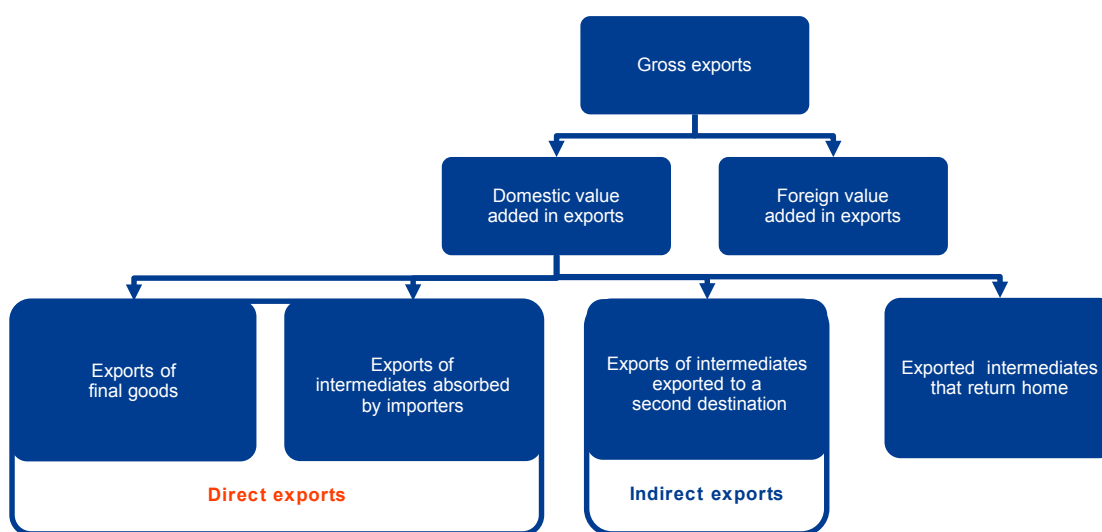 Gross exports
Domestic value
added in exports
Foreign value
added in exports
Exports of
final goods
Exports of
intermediates absorbed
by importers
Exports of intermediates
exported to a
second destination
Exported intermediates
that return home
Direct exports
Indirect exports